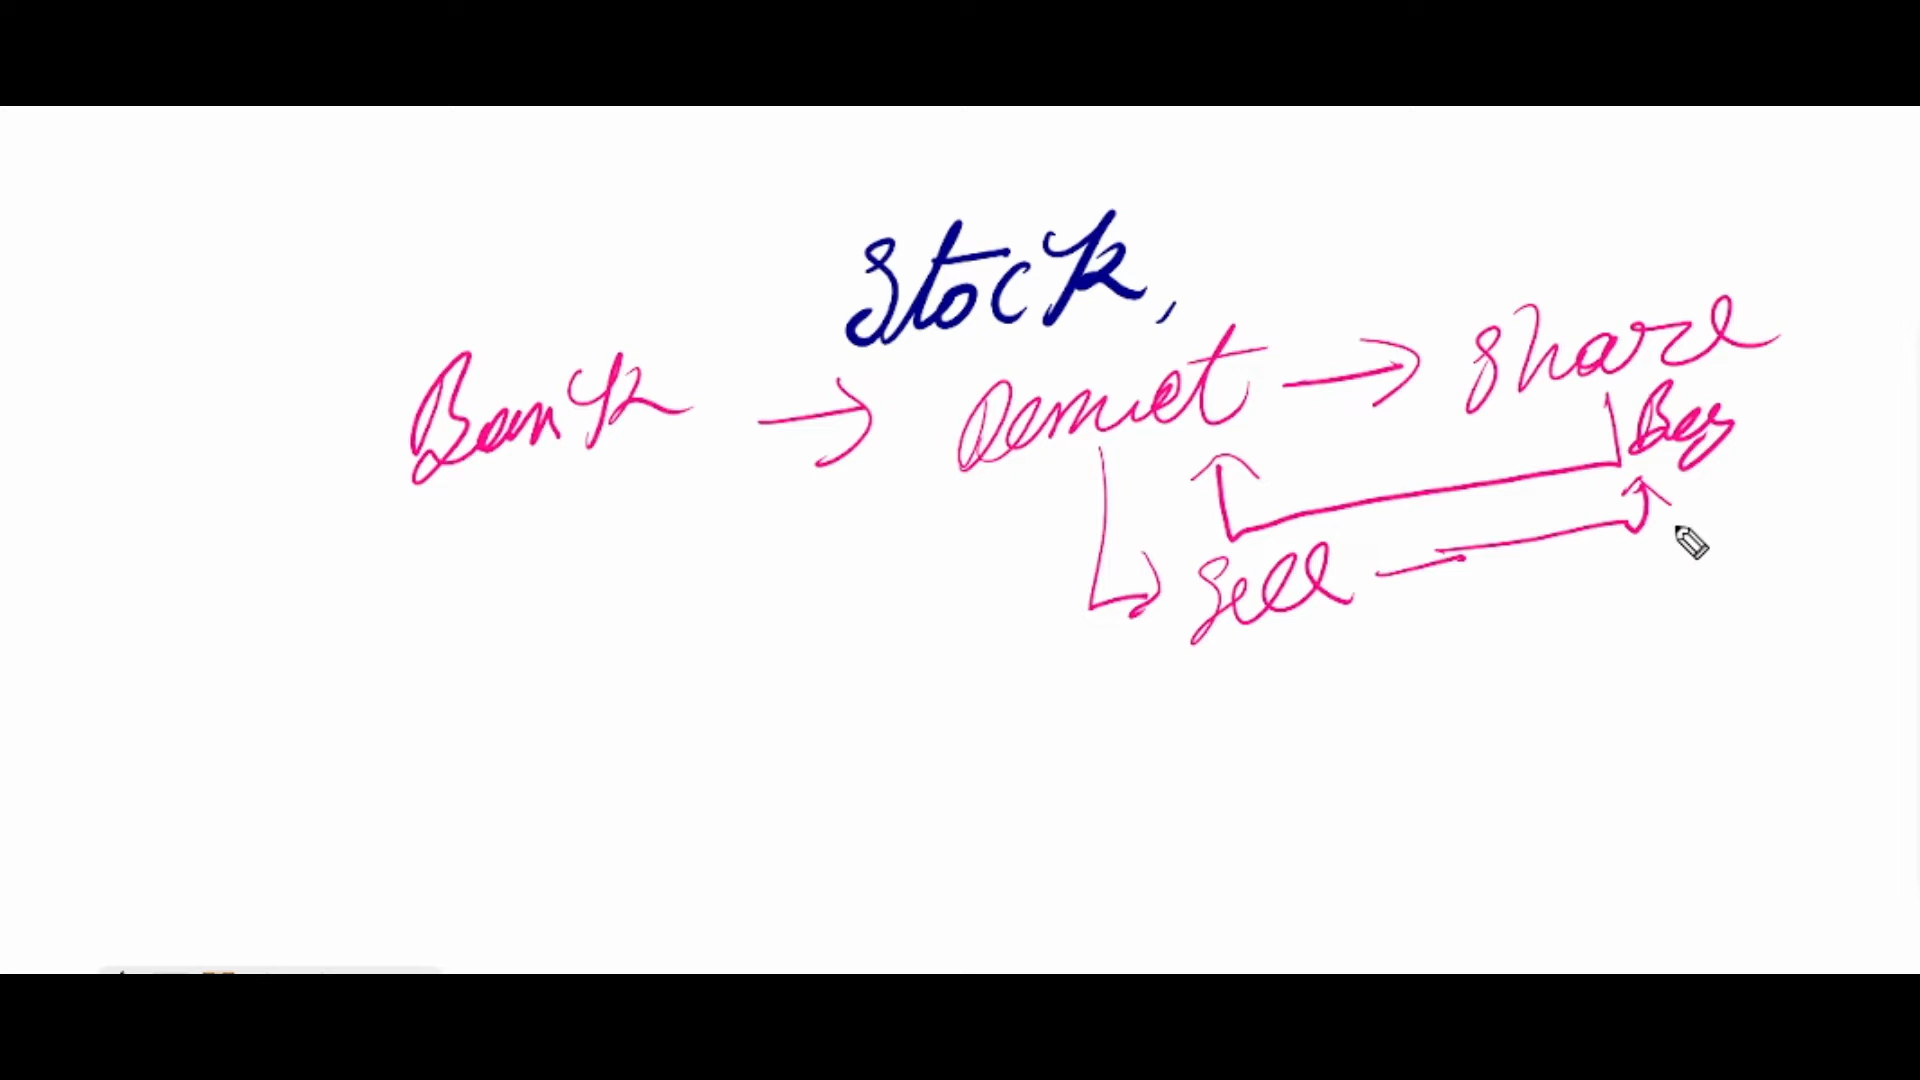 Stock,
Bank → Demat → Share
Buy
Sell